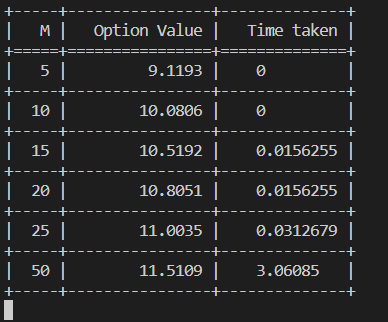 +-----+----------------+--------------+
|   M |   Option Value |   Time taken |
+=====+================+==============+
|   5 |         9.1193 |    0         |
+-----+----------------+--------------+
|  10 |        10.0806 |    0         |
+-----+----------------+--------------+
|  15 |        10.5192 |    0.0156255 |
+-----+----------------+--------------+
|  20 |        10.8051 |    0.0156255 |
+-----+----------------+--------------+
|  25 |        11.0035 |    0.0312679 |
+-----+----------------+--------------+
|  50 |        11.5109 |    3.06085   |
+-----+----------------+--------------+